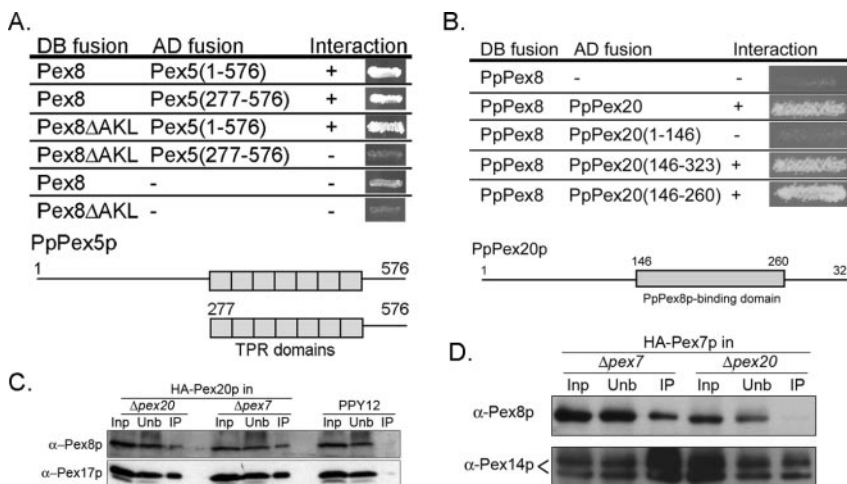 A.
DB fusion AD fusion Interaction
Pex8 Pex5(1-576) +
Pex8 Pex5(277-576) +
Pex8ΔAKL Pex5(1-576) +
Pex8ΔAKL Pex5(277-576) -
Pex8 - -
Pex8ΔAKL - -
PpPex5p
1 576
277 576
TPR domains
B.
DB fusion AD fusion Interaction
PpPex8 - -
PpPex8 PpPex20 +
PpPex8 PpPex20(1-146) -
PpPex8 PpPex20(146-323) +
PpPex8 PpPex20(146-260) +
PpPex20p
1 146 260 32
PpPex8p-binding domain
C.
HA-Pex20p in
Δpex20 Δpex7 PPY12
Inp Unb IP Inp Unb IP Inp Unb IP
α-Pex8p
α-Pex17p
D.
HA-Pex7p in
Δpex7 Δpex20
Inp Unb IP Inp Unb IP
α-Pex8p
α-Pex14p <